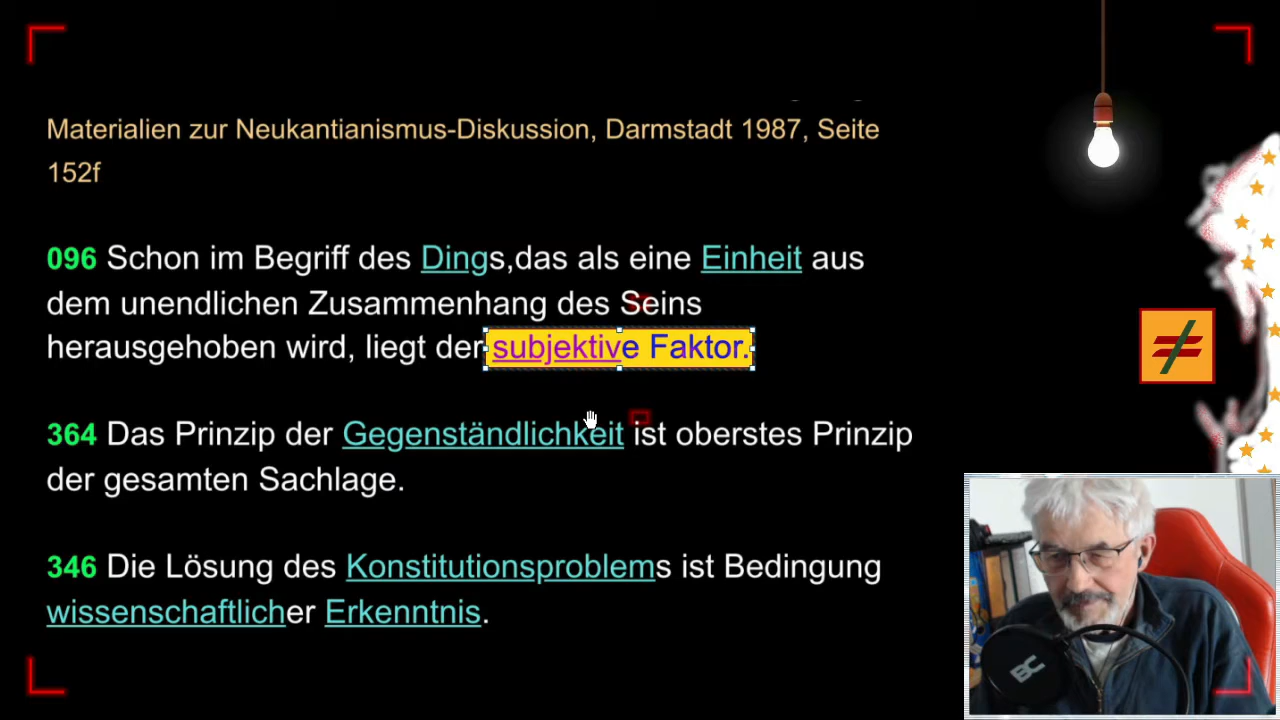 Materialien zur Neukantianismus-Diskussion, Darmstadt 1987, Seite
152f
096 Schon im Begriff des Dings,das als eine Einheit aus
dem unendlichen Zusammenhang des Seins
herausgehoben wird, liegt der subjektive Faktor.
364 Das Prinzip der Gegenständlichkeit ist oberstes Prinzip
der gesamten Sachlage.
346 Die Lösung des Konstitutionsproblems ist Bedingung
wissenschaftlicher Erkenntnis.
BC